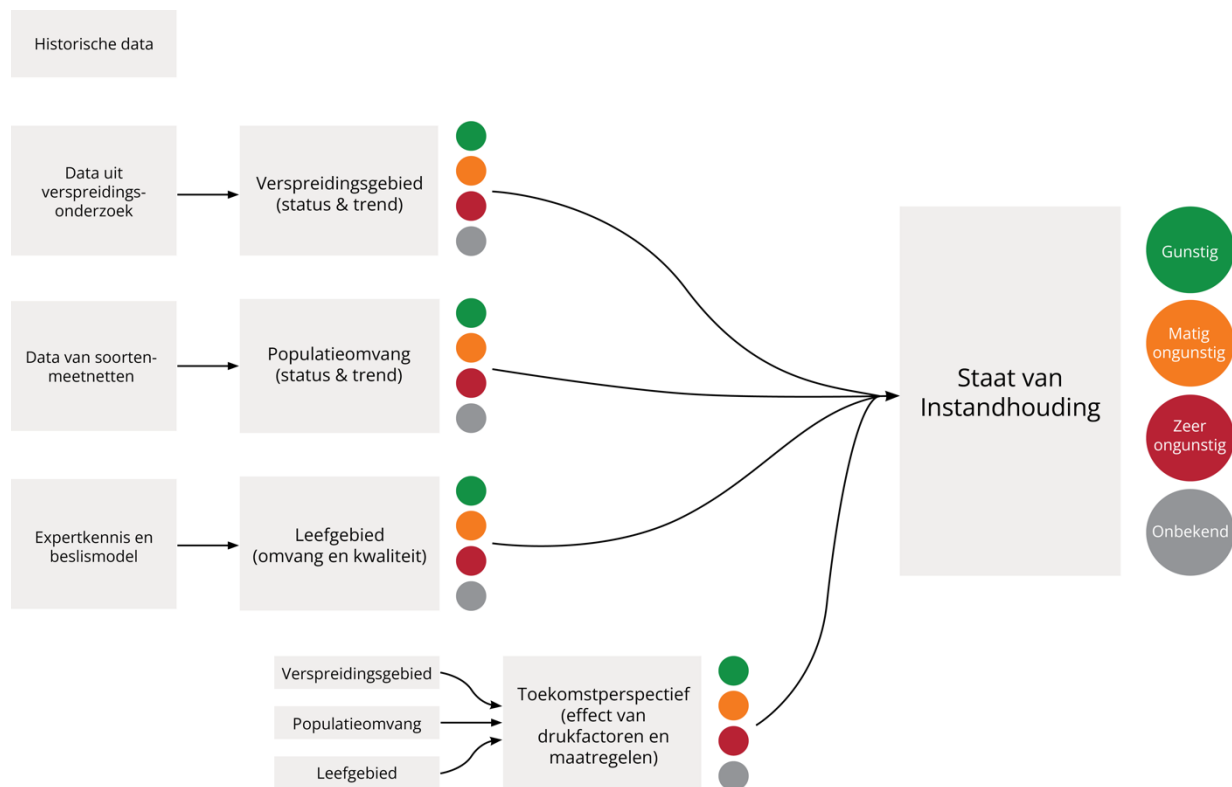 Historische data
Data uit
verspreidings-
onderzoek
Verspreidingsgebied
(status & trend)
Data van soorten-
meetnetten
Populatieomvang
(status & trend)
Expertkennis en
beslismodel
Leefgebied
(omvang en kwaliteit)
Verspreidingsgebied
Populatieomvang
Leefgebied
Toekomstperspectief
(effect van
drukfactoren en
maatregelen)
Staat van
Instandhouding
Gunstig
Matig
ongunstig
Zeer
ongunstig
Onbekend